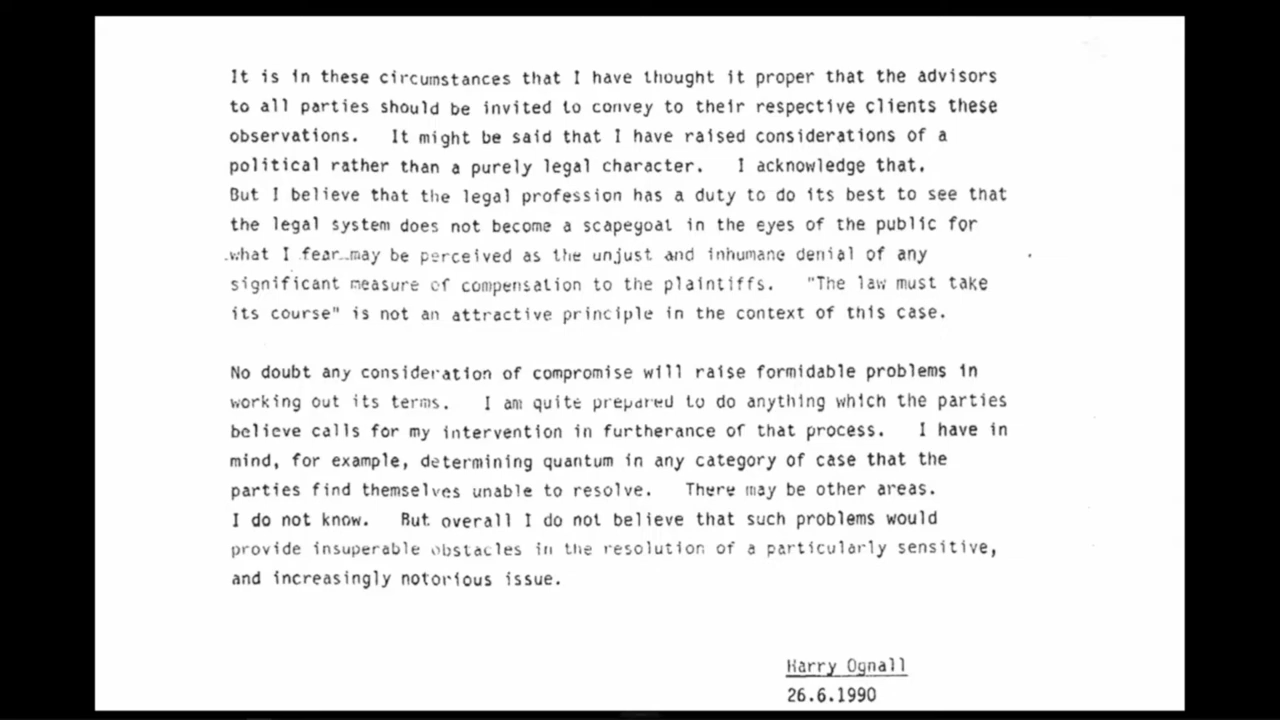 It is in these circumstances that I have thought it proper that the advisors
to all parties should be invited to convey to their respective clients these
observations. It might be said that I have raised considerations of a
political rather than a purely legal character. I acknowledge that.
But I believe that the legal profession has a duty to do its best to see that
the legal system does not become a scapegoat in the eyes of the public for
what I fear may be perceived as the unjust and inhumane denial of any
significant measure of compensation to the plaintiffs. "The law must take
its course" is not an attractive principle in the context of this case.
No doubt any consideration of compromise will raise formidable problems in
working out its terms. I am quite prepared to do anything which the parties
believe calls for my intervention in furtherance of that process. I have in
mind, for example, determining quantum in any category of case that the
parties find themselves unable to resolve. There may be other areas.
I do not know. But overall I do not believe that such problems would
provide insuperable obstacles in the resolution of a particularly sensitive,
and increasingly notorious issue.
Harry Ognall
26.6.1990